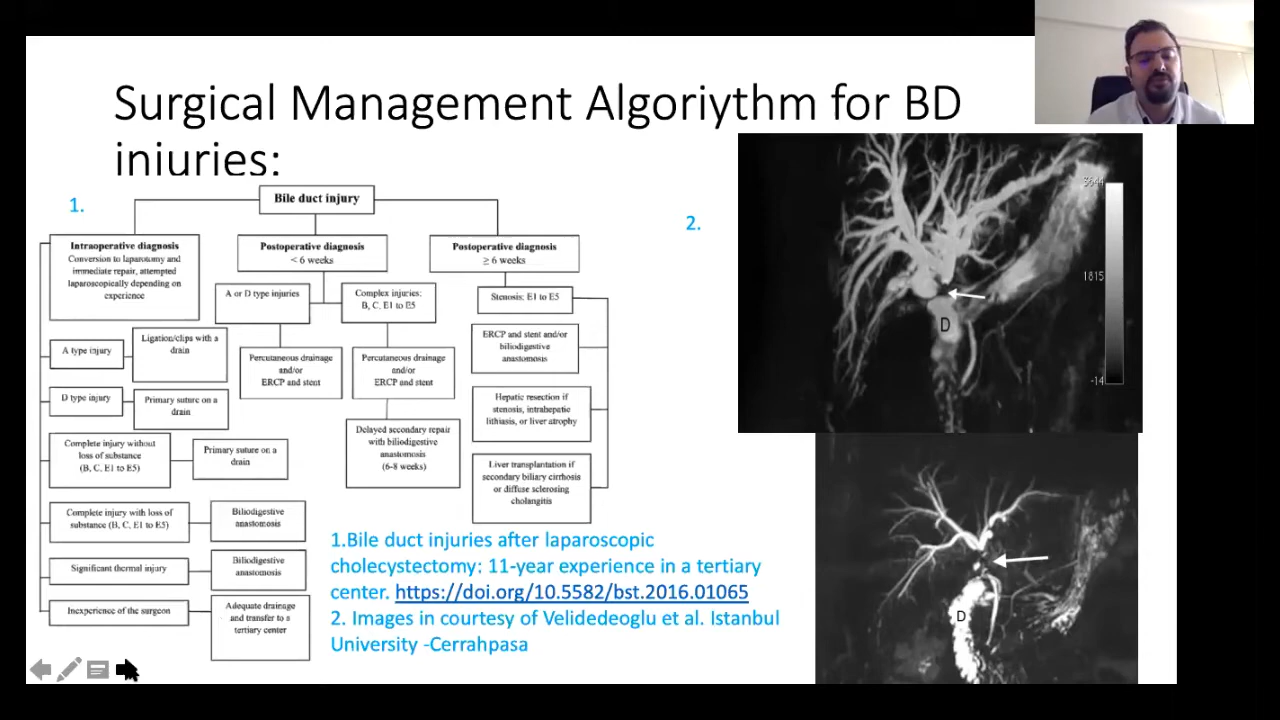 Surgical Management Algoriythm for BD
injuries:
1.
2.
Bile duct injury
Intraoperative diagnosis
Conversion to laparotomy and
immediate repair, attempted
laparoscopically depending on
experience
A type injury
Ligation/clips with a
drain
D type injury
Primary suture on a
drain
Complete injury without
loss of substance
(B, C, E1 to E5)
Primary suture on a
drain
Complete injury with loss of
substance (B, C, E1 to E5)
Biliodigestive
anastomosis
Significant thermal injury
Biliodigestive
anastomosis
Inexperience of the surgeon
Adequate drainage
and transfer to a
tertiary center
Postoperative diagnosis
< 6 weeks
A or D type injuries
Percutaneous drainage
and/or
ERCP and stent
Complex injuries:
B, C, E1 to E5
Percutaneous drainage
and/or
ERCP and stent
Delayed secondary repair
with biliodigestive
anastomosis
(6-8 weeks)
Postoperative diagnosis
≥ 6 weeks
Stenosis: E1 to E5
ERCP and stent and/or
biliodigestive
anastomosis
Hepatic resection if
stenosis, intrahepatic
lithiasis, or liver atrophy
Liver transplantation if
secondary biliary cirrhosis
or diffuse sclerosing
cholangitis
1.Bile duct injuries after laparoscopic
cholecystectomy: 11-year experience in a tertiary
center. https://doi.org/10.5582/bst.2016.01065
2. Images in courtesy of Velidedeoglu et al. Istanbul
University -Cerrahpasa
D
1815
-14
D